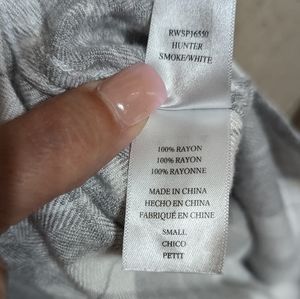 RWSP16550
HUNTER
SMOKE/WHITE
100% RAYON
100% RAYON
100% RAYONNE
MADE IN CHINA
HECHO EN CHINA
FABRIQUÉ EN CHINE
SMALL
CHICO
PETIT